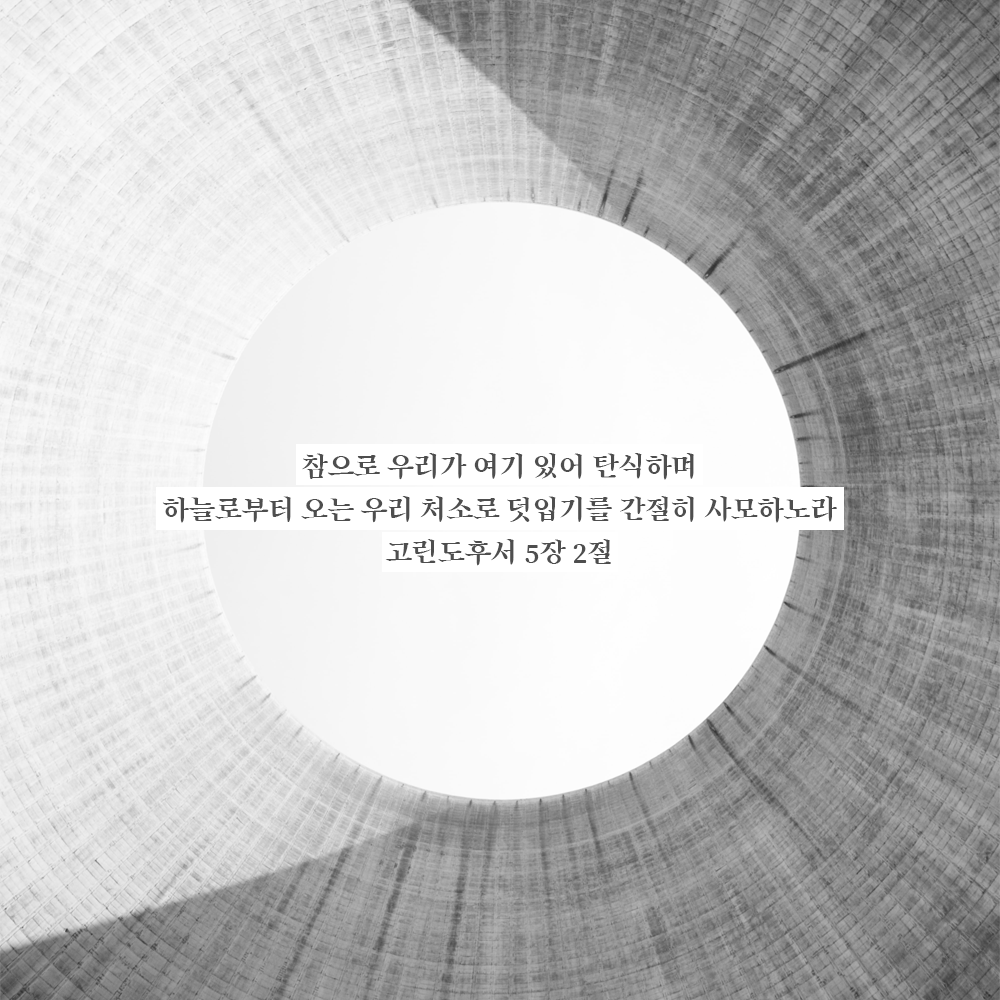 참으로 우리가 여기 있어 탄식하며
하늘로부터 오는 우리 처소로 덧입기를 간절히 사모하노라
고린도후서 5장 2절